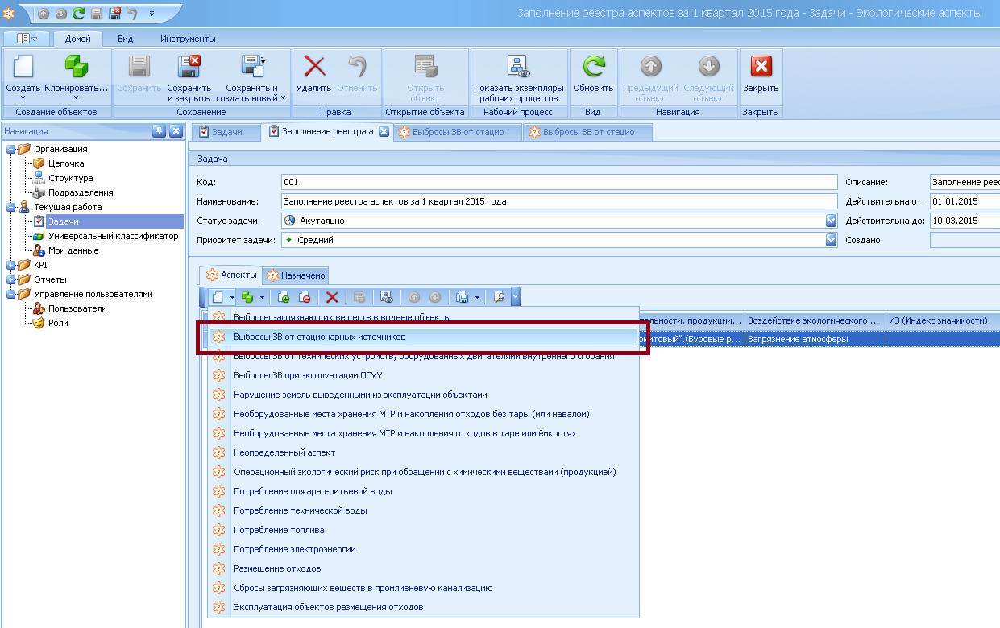 Заполнение реестра аспектов за 1 квартал 2015 года - Задачи - Экологические аспекты
Домой Вид Инструменты
Создать Клонировать... Сохранить Сохранить и закрыть Сохранить и создать новый Удалить Отменить Открыть объект Показать экземпляры рабочих процессов Обновить Предыдущий объект Следующий объект Закрыть
Создание объектов Сохранение Правка Открытие объекта Рабочий процесс Вид Навигация Закрыть
Навигация
Организация
Цепочка
Структура
Подразделения
Текущая работа
Задачи
Универсальный классификатор
Мои данные
KPI
Отчеты
Управление пользователями
Пользователи
Роли
Задачи Заполнение реестра а Выбросы ЗВ от стацио Выбросы ЗВ от стацио
Задача
Код: 001 Описание: Заполнение реес
Наименование: Заполнение реестра аспектов за 1 квартал 2015 года Действительна от: 01.01.2015
Статус задачи: Акутально Действительна до: 10.03.2015
Приоритет задачи: Средний Создано:
Аспекты Назначено
тельности, продукции... Воздействие экологического ... ИЗ (Индекс значимости)
омитовый".(Буровые р... Загрязнение атмосферы
Выбросы загрязняющих веществ в водные объекты
Выбросы ЗВ от стационарных источников
Выбросы ЗВ от технических устройств, оборудованных двигателями внутреннего сгорания
Выбросы ЗВ при эксплуатации ПГУУ
Нарушение земель выведенными из эксплуатации объектами
Необорудованные места хранения МТР и накопления отходов без тары (или навалом)
Необорудованные места хранения МТР и накопления отходов в таре или ёмкостях
Неопределенный аспект
Операционный экологический риск при обращении с химическими веществами (продукцией)
Потребление пожарно-питьевой воды
Потребление технической воды
Потребление топлива
Потребление электроэнергии
Размещение отходов
Сбросы загрязняющих веществ в промливневую канализацию
Эксплуатация объектов размещения отходов